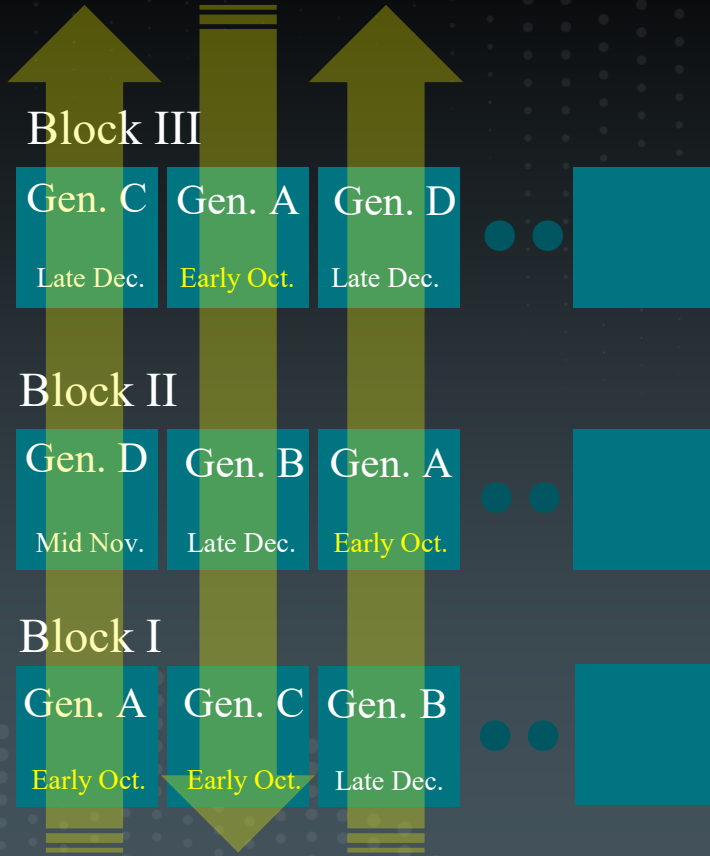 Block III
Gen. C Gen. A Gen. D
Late Dec. Early Oct. Late Dec.
Block II
Gen. D Gen. B Gen. A
Mid Nov. Late Dec. Early Oct.
Block I
Gen. A Gen. C Gen. B
Early Oct. Early Oct. Late Dec.